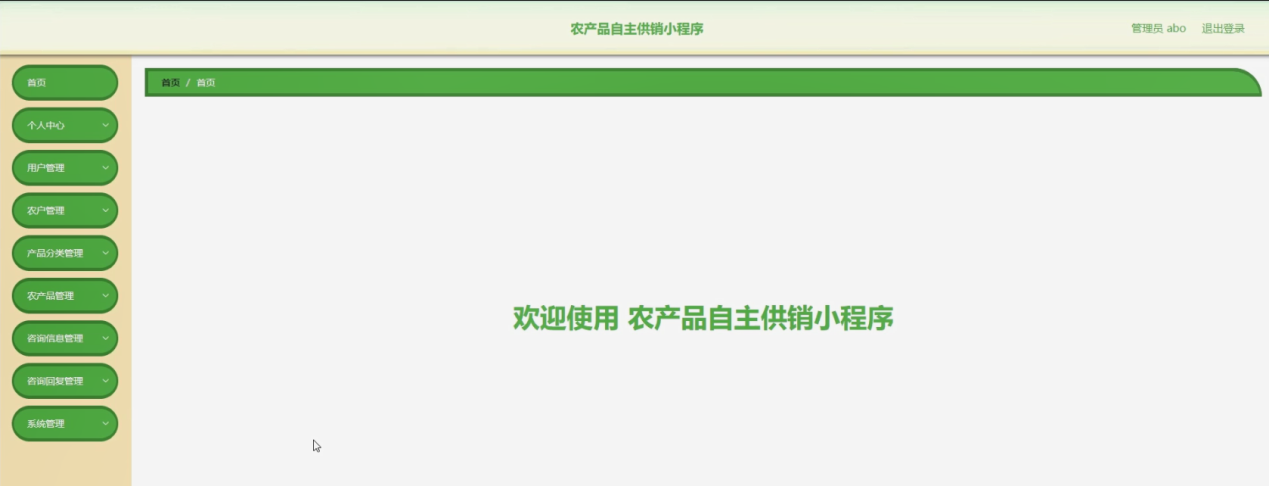 农产品自主供销小程序
管理员 abo 退出登录
首页
个人中心
用户管理
农户管理
产品分类管理
农产品管理
咨询信息管理
咨询回复管理
系统管理
首页 / 首页
欢迎使用 农产品自主供销小程序